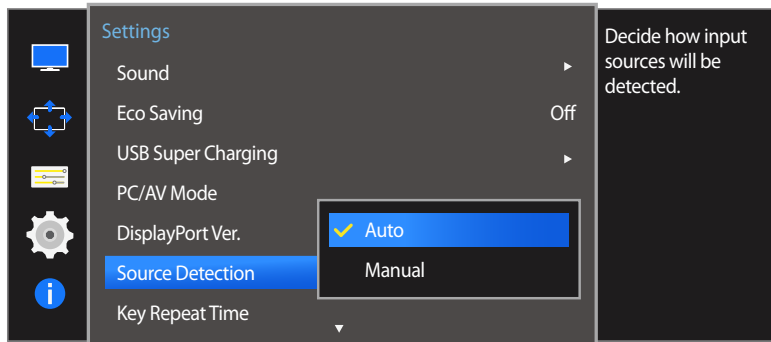 Settings
Sound
Eco Saving Off
USB Super Charging
PC/AV Mode
DisplayPort Ver.
Source Detection
Key Repeat Time
Auto
Manual
Decide how input
sources will be
detected.